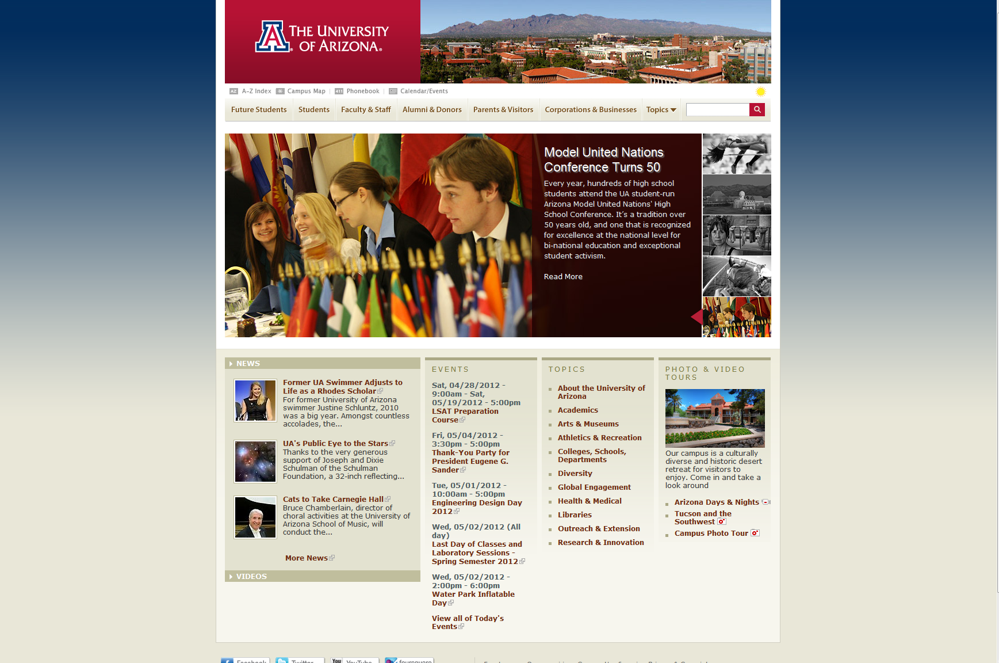 THE UNIVERSITY
OF ARIZONA.
A-Z Index Campus Map 411 Phonebook Calendar/Events
Future Students Students Faculty & Staff Alumni & Donors Parents & Visitors Corporations & Businesses Topics
Model United Nations
Conference Turns 50
Every year, hundreds of high school
students attend the UA student-run
Arizona Model United Nations' High
School Conference. It's a tradition over
50 years old, and one that is recognized
for excellence at the national level for
bi-national education and exceptional
student activism.
Read More
NEWS
Former UA Swimmer Adjusts to
Life as a Rhodes Scholar
For former University of Arizona
swimmer Justine Schluntz, 2010
was a big year. Amongst countless
accolades, the...
UA's Public Eye to the Stars
Thanks to the very generous
support of Joseph and Dixie
Schulman of the Schulman
Foundation, a 32-inch reflecting...
Cats to Take Carnegie Hall
Bruce Chamberlain, director of
choral activities at the University of
Arizona School of Music, will
conduct the...
More News
VIDEOS
EVENTS
Sat, 04/28/2012 -
9:00am - Sat,
05/19/2012 - 5:00pm
LSAT Preparation
Course
Fri, 05/04/2012 -
3:30pm - 5:00pm
Thank-You Party for
President Eugene G.
Sander
Tue, 05/01/2012 -
10:00am - 5:00pm
Engineering Design Day
2012
Wed, 05/02/2012 (All
day)
Last Day of Classes and
Laboratory Sessions -
Spring Semester 2012
Wed, 05/02/2012 -
2:00pm - 6:00pm
Water Park Inflatable
Day
View all of Today's
Events
TOPICS
About the University of
Arizona
Academics
Arts & Museums
Athletics & Recreation
Colleges, Schools,
Departments
Diversity
Global Engagement
Health & Medical
Libraries
Outreach & Extension
Research & Innovation
PHOTO & VIDEO
TOURS
Our campus is a culturally
diverse and historic desert
retreat for visitors to
enjoy. Come in and take a
look around
Arizona Days & Nights
Tucson and the
Southwest
Campus Photo Tour
Facebook Twitter You YouTube foursquare